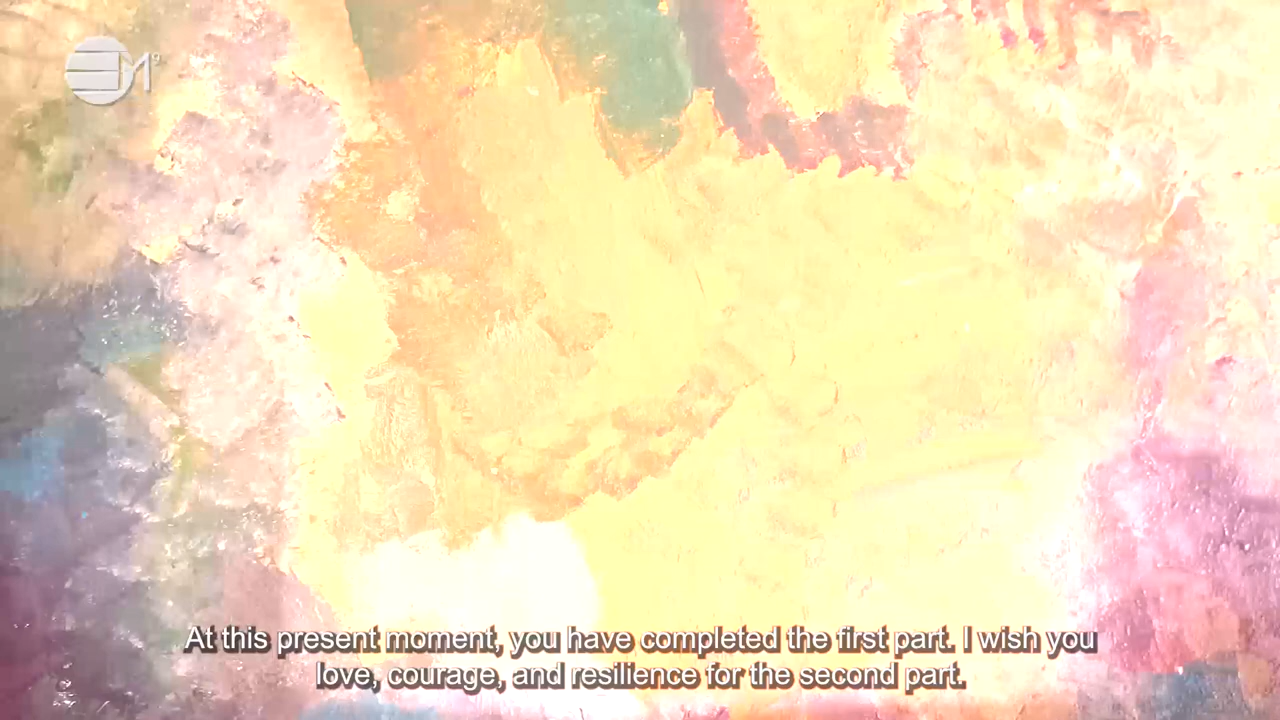 EM9
At this present moment, you have completed the first part. I wish you
love, courage, and resilience for the second part.